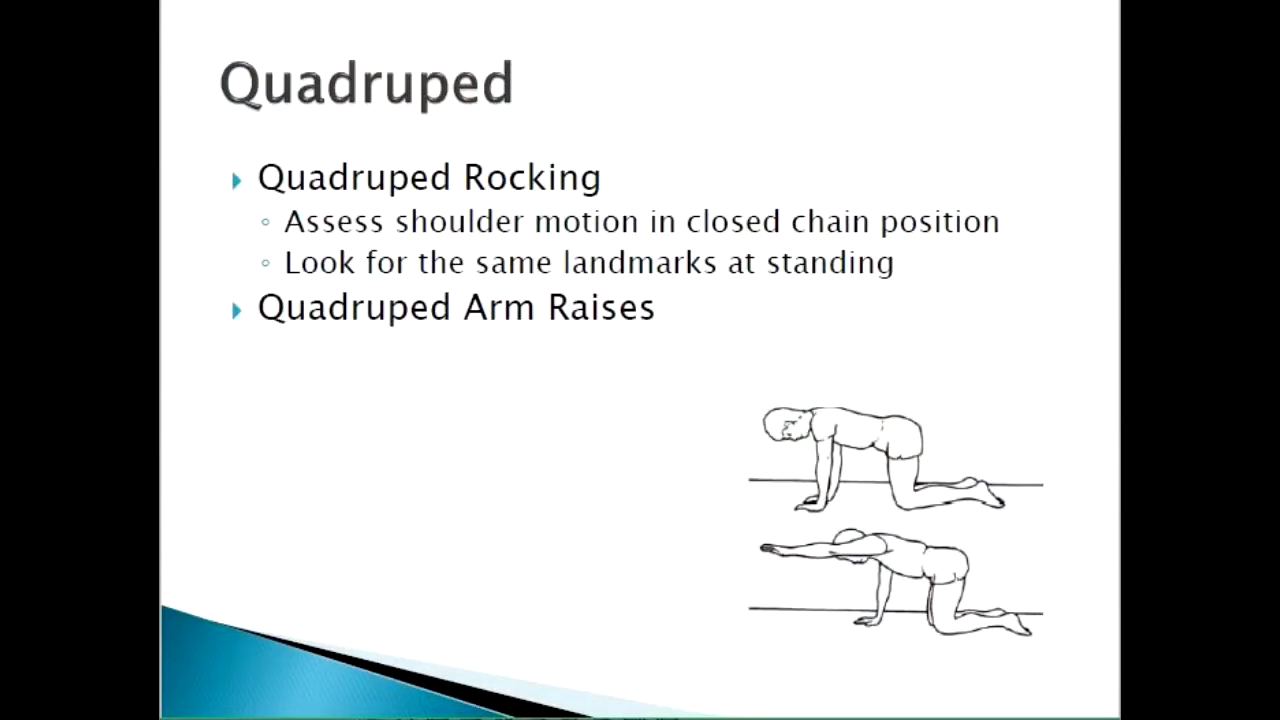 Quadruped
Quadruped Rocking
Assess shoulder motion in closed chain position
Look for the same landmarks at standing
Quadruped Arm Raises